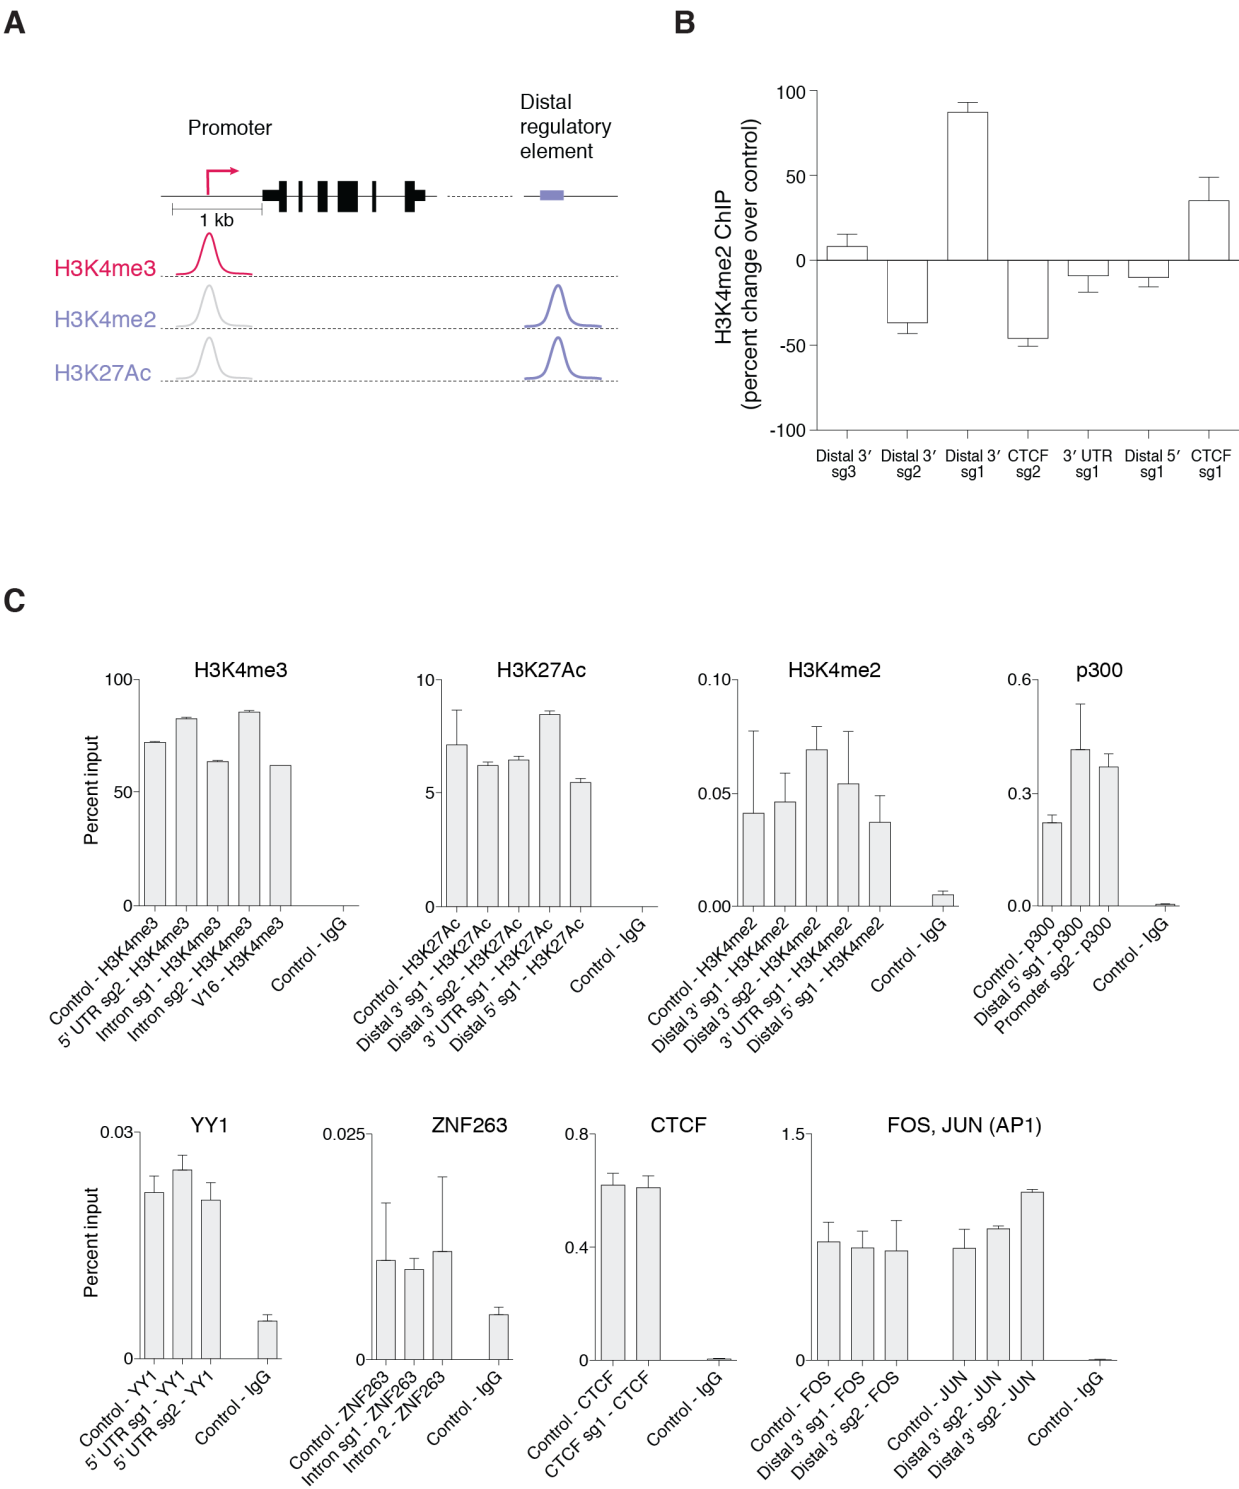 A
B
Promoter
Distal
regulatory
element
1 kb
H3K4me3
H3K4me2
H3K27Ac
H3K4me2 ChIP
(percent change over control)
100
50
0
-50
-100
Distal 3′
sg3
Distal 3′
sg2
Distal 3′
sg1
CTCF
sg2
3′ UTR
sg1
Distal 5′
sg1
CTCF
sg1
C
H3K4me3
Percent input
100
50
0
Control - H3K4me3
5' UTR sg2 - H3K4me3
Intron sg1 - H3K4me3
Intron sg2 - H3K4me3
V16 - H3K4me3
Control - IgG
H3K27Ac
10
5
0
Control - H3K27Ac
Distal 3' sg1 - H3K27Ac
Distal 3' sg2 - H3K27Ac
3' UTR sg1 - H3K27Ac
Distal 5' sg1 - H3K27Ac
Control - IgG
H3K4me2
0.10
0.05
0.00
Control - H3K4me2
Distal 3' sg1 - H3K4me2
Distal 3' sg2 - H3K4me2
3' UTR sg1 - H3K4me2
Distal 5' sg1 - H3K4me2
Control - IgG
p300
0.6
0.3
0.0
Control - p300
Distal 5' sg1 - p300
Promoter sg2 - p300
Control - IgG
YY1
Percent input
0.03
0
Control - YY1
5' UTR sg1 - YY1
5' UTR sg2 - YY1
Control - IgG
ZNF263
0.025
0
Control - ZNF263
Intron sg1 - ZNF263
Intron 2 - ZNF263
Control - IgG
CTCF
0.8
0.4
0
Control - CTCF
CTCF sg1 - CTCF
Control - IgG
FOS, JUN (AP1)
1.5
0
Control - FOS
Distal 3' sg1 - FOS
Distal 3' sg2 - FOS
Control - JUN
Distal 3' sg2 - JUN
Distal 3' sg2 - JUN
Control - IgG